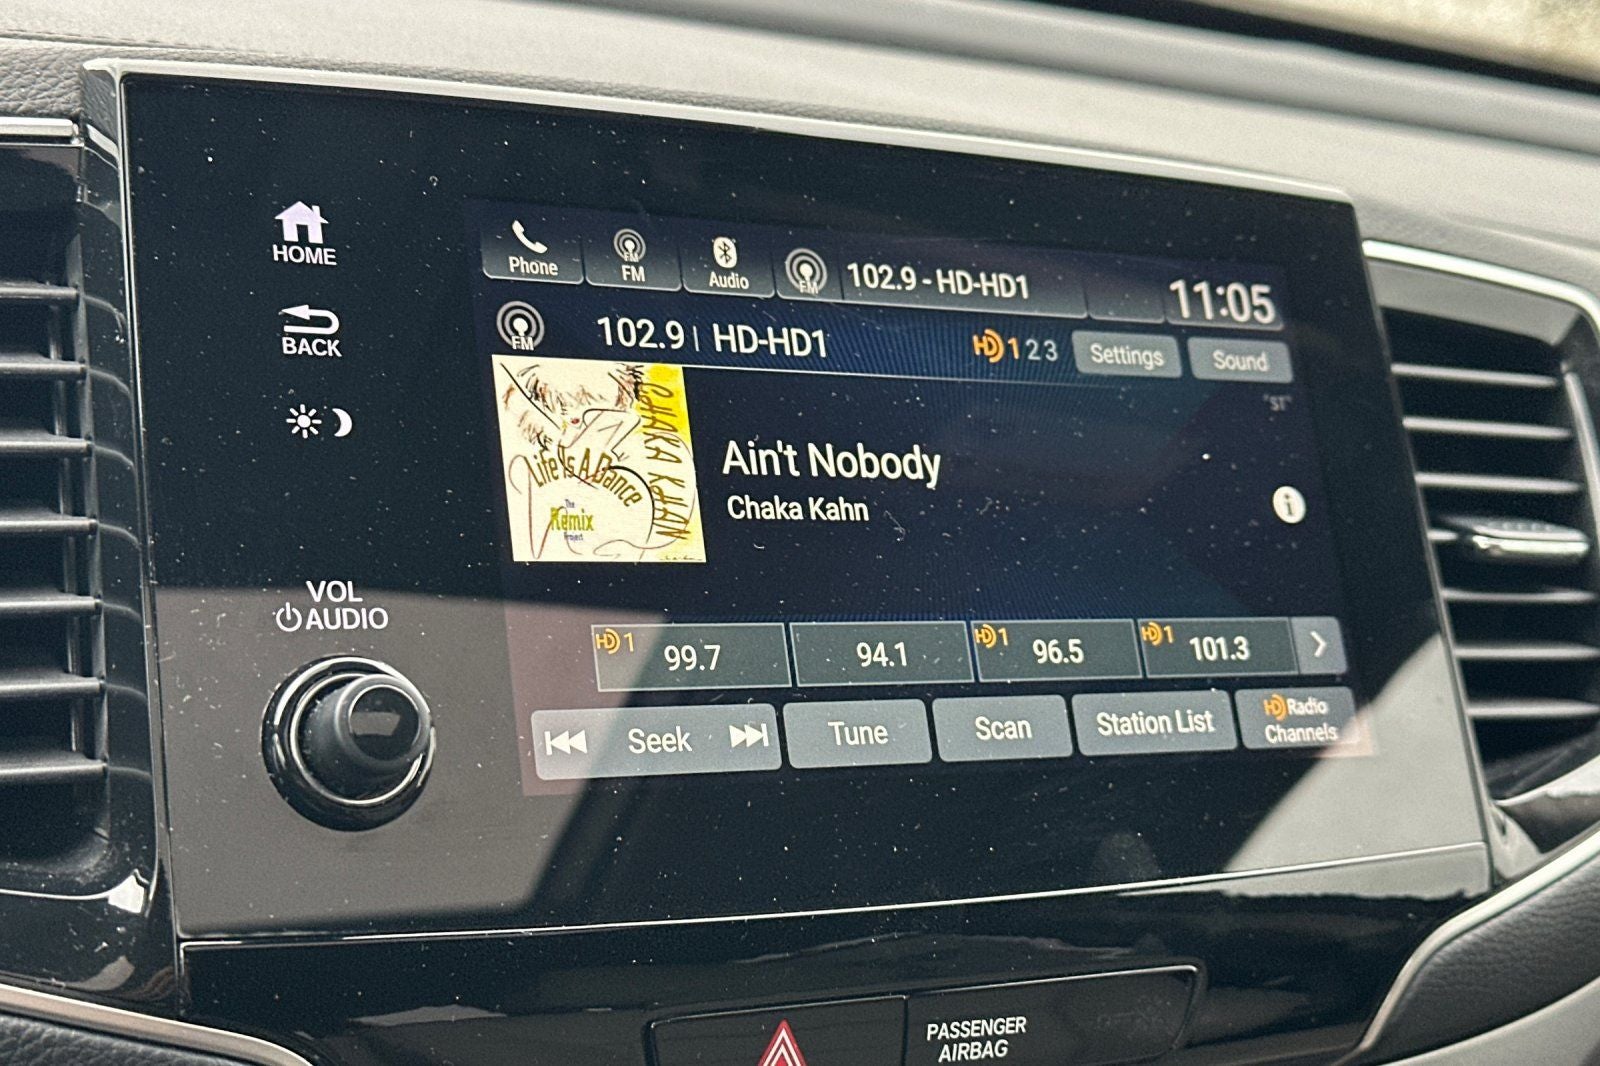 HOME
BACK
VOL
AUDIO
Phone
FM
FM
Audio
FM
102.9 - HD-HD1
11:05
FM
102.9 | HD-HD1
HD 1 2 3
Settings
Sound
"ST"
Life Is A Dance
The
Remix
Project
CHAKA KHAN
Ain't Nobody
Chaka Kahn
i
HD 1
99.7
94.1
HD 1
96.5
HD 1
101.3
Seek
Tune
Scan
Station List
HD Radio
Channels
PASSENGER
AIRBAG